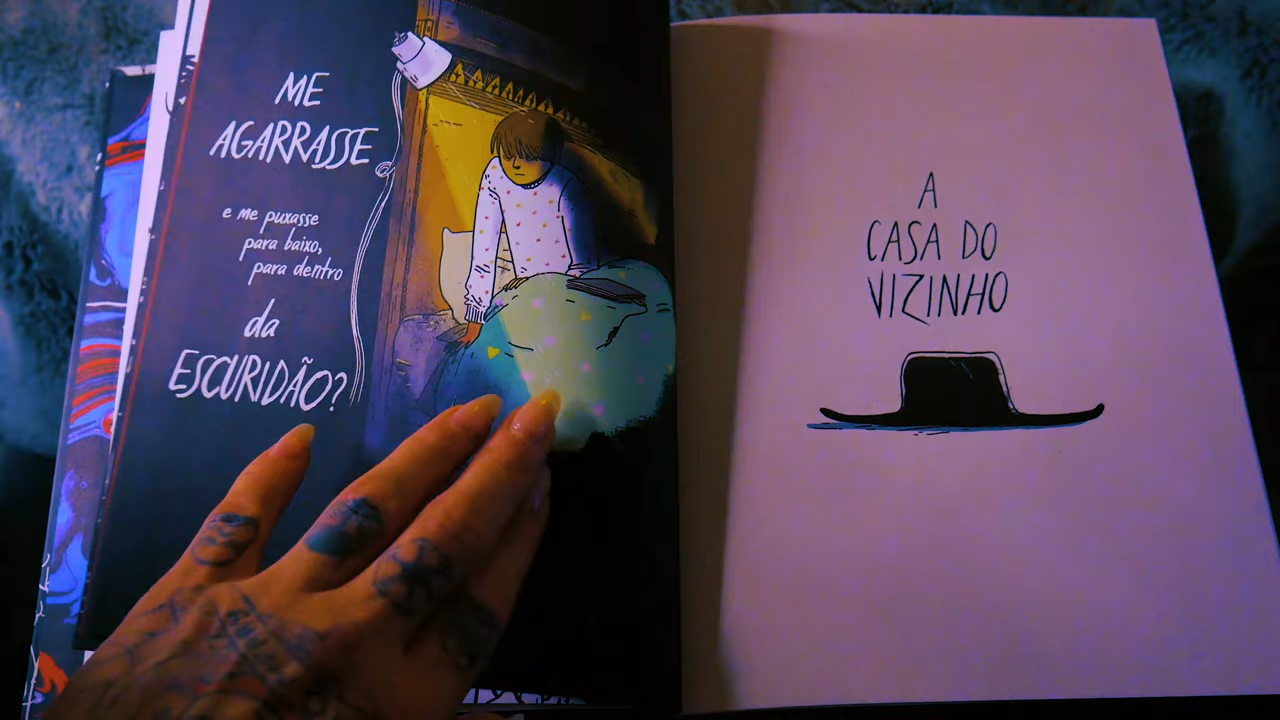 ME
AGARRASSE
e me puxasse
para baixo,
para dentro
da
ESCURIDÃO?
A
CASA DO
VIZINHO